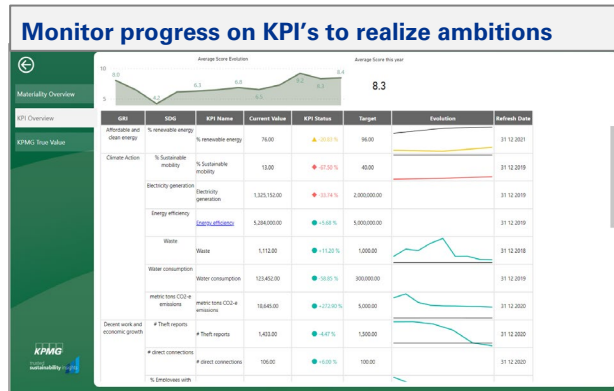 Monitor progress on KPI's to realize ambitions
Materiality Overview
KPI Overview
KPMG True Value
KPMG
sustainability
Average Score Evolution
Average Score this year
10
5
8.0
4.2
6.3
6.8
9.2
8.4
8.3
GRI SDG KPI Name Current Value KPI Status Target Evolution Refresh Date
Affordable and clean energy % renewable energy % renewable energy 76.00 96.00 31 12 2021
Climate Action % Sustainable mobility % Sustainable mobility 13.00 -67.50 % 40.00 31 12 2019
Electricity generation Electricity generation 1,325,152.00 -33.74 % 2,000,000.00 31 12 2019
Energy efficiency Energy efficiency 5,284,000.00 +5.68 % 5,000,000.00 31 12 2019
Waste Waste 1,112.00 +11.20 % 1,000.00 31 12 2018
Water consumption Water consumption 123,452.00 -58.85 % 300,000.00 31 12 2019
metric tons CO2-e emissions metric tons CO2-e emissions 18,645.00 +272.90 % 5,000.00 31 12 2020
Decent work and economic growth # Theft reports # Theft reports 1,433.00 -4.47 % 1,500.00 31 12 2020
# direct connections # direct connections 106.00 +6.00 % 100.00 31 12 2020
% Employees with